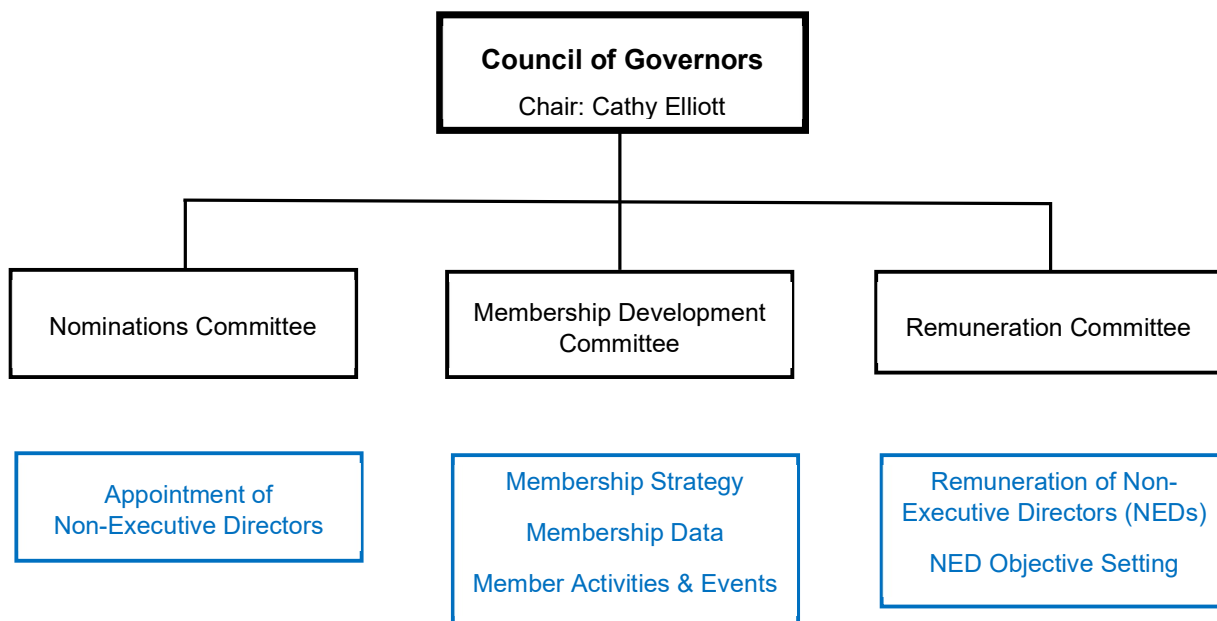 Council of Governors
Chair: Cathy Elliott
Nominations Committee
Membership Development
Committee
Remuneration Committee
Appointment of
Non-Executive Directors
Membership Strategy
Membership Data
Member Activities & Events
Remuneration of Non-
Executive Directors (NEDs)
NED Objective Setting